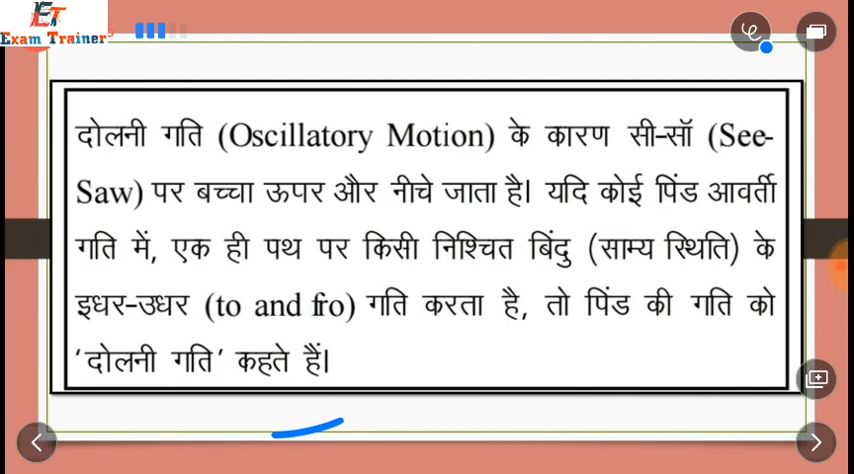 ET
Exam Trainer
दोलनी गति (Oscillatory Motion) के कारण सी-सॉ (See-
Saw) पर बच्चा ऊपर और नीचे जाता है। यदि कोई पिंड आवर्ती
गति में, एक ही पथ पर किसी निश्चित बिंदु (साम्य स्थिति) के
इधर-उधर (to and fro) गति करता है, तो पिंड की गति को
‘दोलनी गति’ कहते हैं।